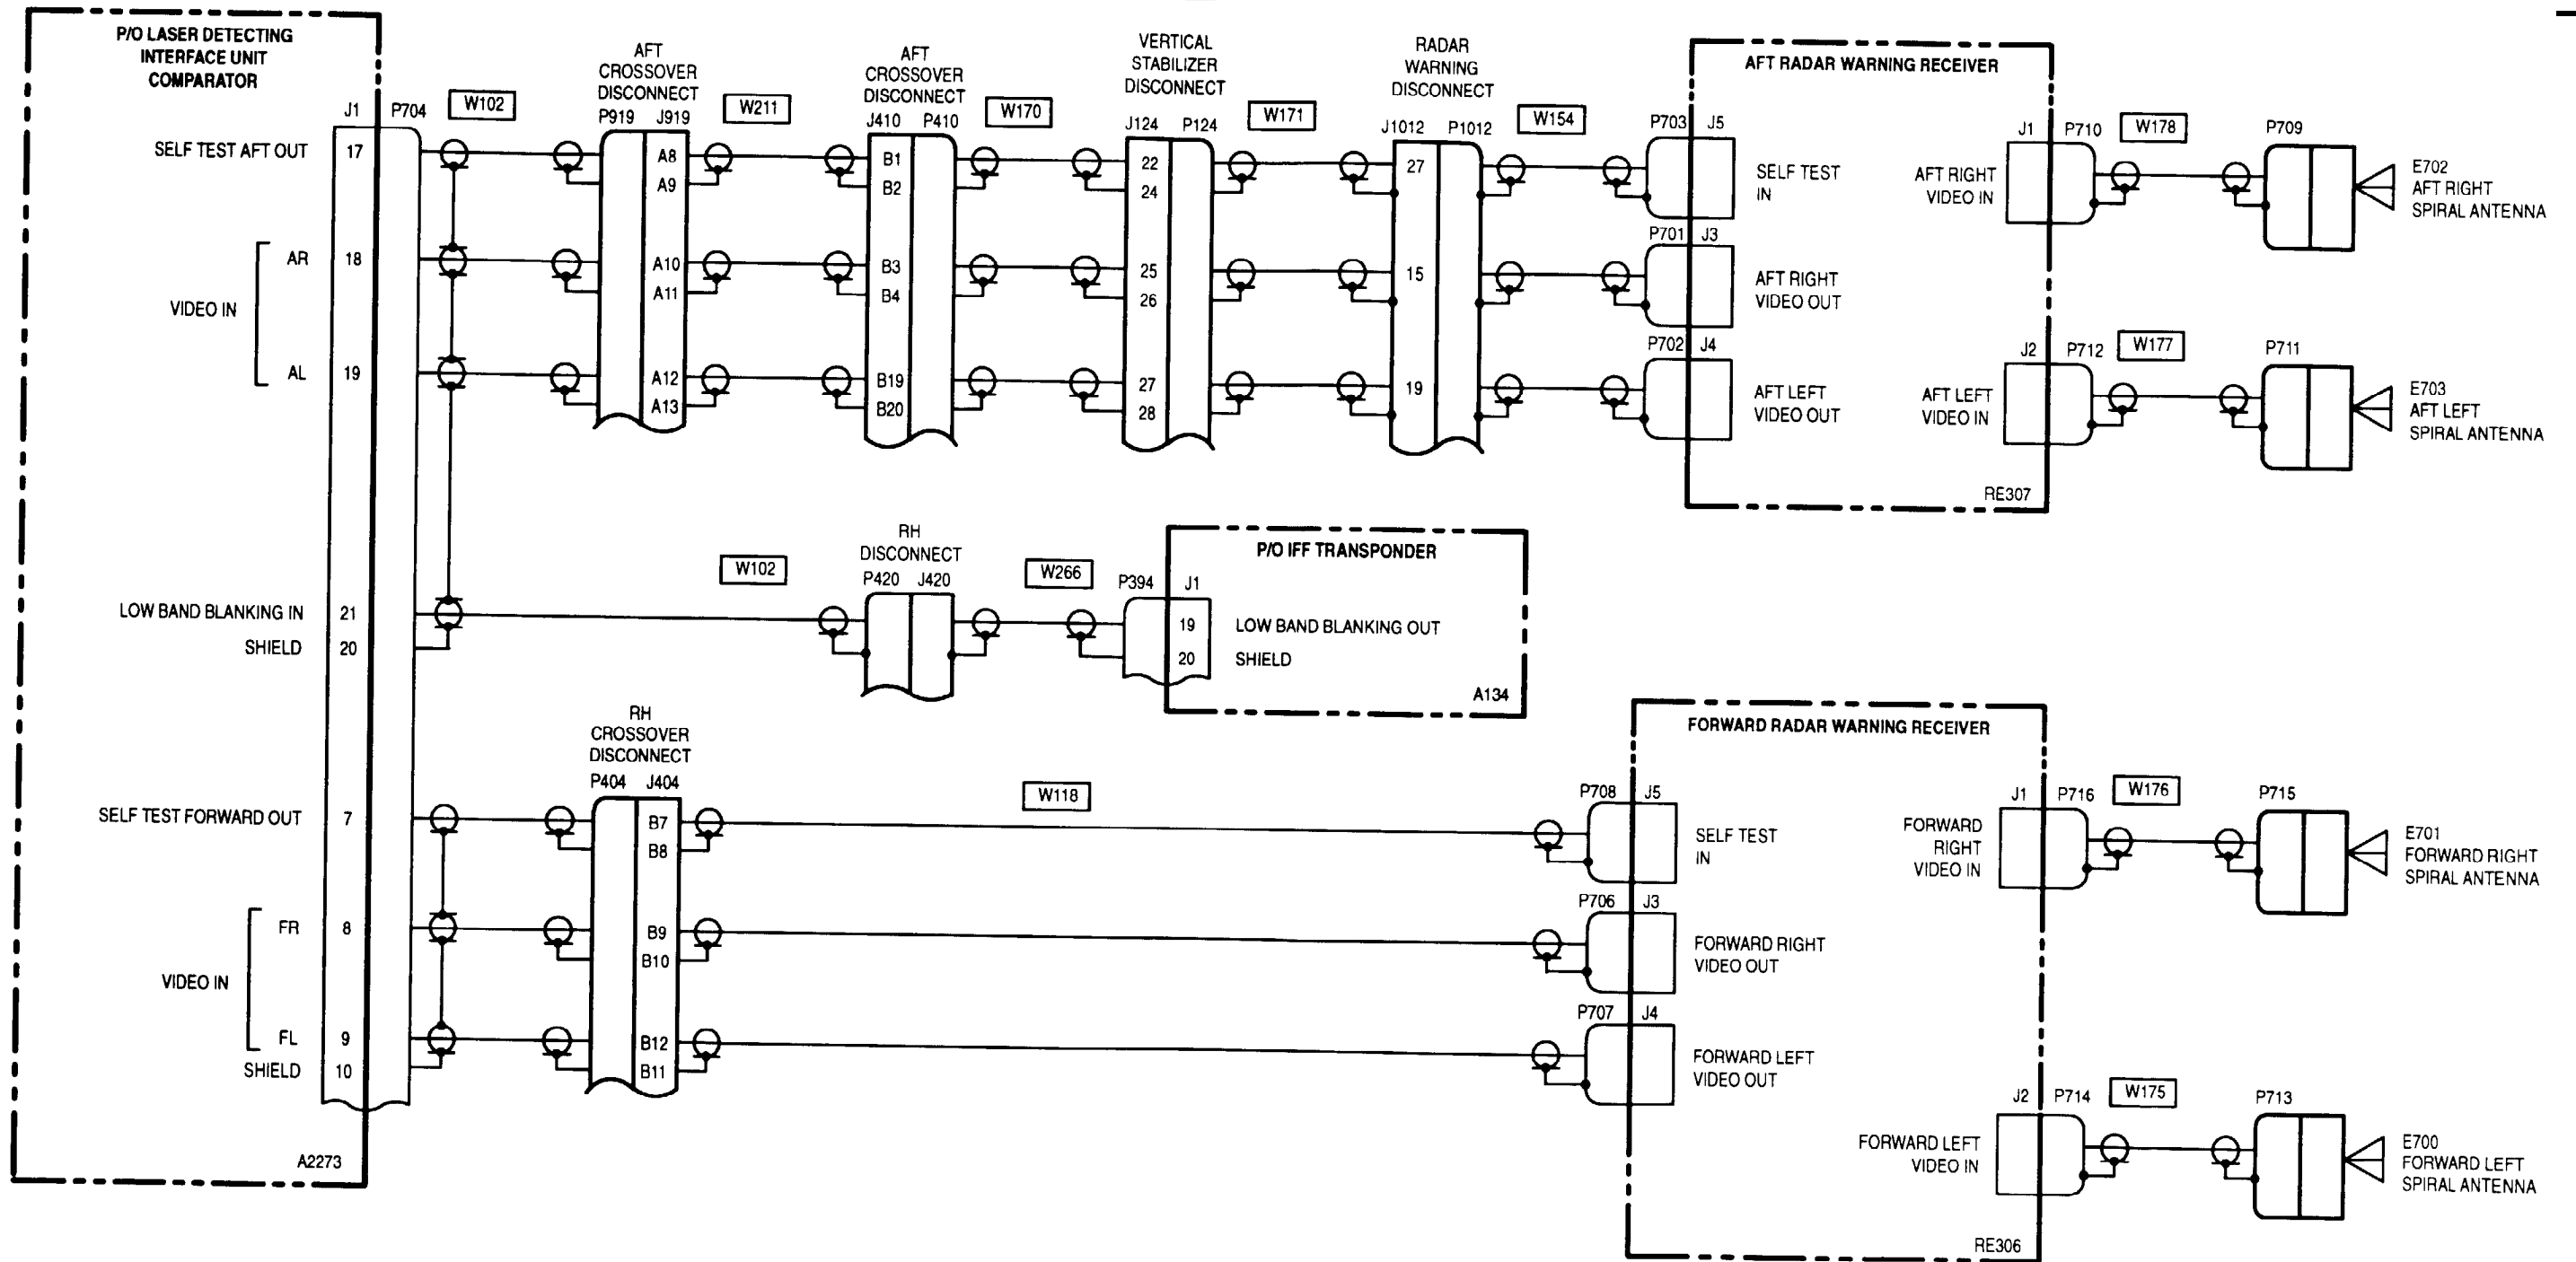 P/O LASER DETECTING
INTERFACE UNIT
COMPARATOR
J1
P704
W102
SELF TEST AFT OUT
17
AR
18
VIDEO IN
AL
19
LOW BAND BLANKING IN
21
SHIELD
20
SELF TEST FORWARD OUT
7
FR
8
VIDEO IN
FL
9
SHIELD
10
A2273
AFT
CROSSOVER
DISCONNECT
P919 J919
A8
A9
A10
A11
A12
A13
W211
AFT
CROSSOVER
DISCONNECT
J410 P410
B1
B2
B3
B4
B19
B20
W170
VERTICAL
STABILIZER
DISCONNECT
J124 P124
22
24
25
26
27
28
W171
RADAR
WARNING
DISCONNECT
J1012 P1012
27
15
19
W154
AFT RADAR WARNING RECEIVER
P703 J5
SELF TEST
IN
P701 J3
AFT RIGHT
VIDEO OUT
P702 J4
AFT LEFT
VIDEO OUT
J1 P710
AFT RIGHT
VIDEO IN
J2 P712
AFT LEFT
VIDEO IN
RE307
W178
P709
E702
AFT RIGHT
SPIRAL ANTENNA
W177
P711
E703
AFT LEFT
SPIRAL ANTENNA
W102
RH
DISCONNECT
P420 J420
W266
P/O IFF TRANSPONDER
P394 J1
19 LOW BAND BLANKING OUT
20 SHIELD
A134
RH
CROSSOVER
DISCONNECT
P404 J404
B7
B8
B9
B10
B12
B11
W118
FORWARD RADAR WARNING RECEIVER
P708 J5
SELF TEST
IN
P706 J3
FORWARD RIGHT
VIDEO OUT
P707 J4
FORWARD LEFT
VIDEO OUT
J1 P716
FORWARD
RIGHT
VIDEO IN
J2 P714
FORWARD LEFT
VIDEO IN
RE306
W176
P715
E701
FORWARD RIGHT
SPIRAL ANTENNA
W175
P713
E700
FORWARD LEFT
SPIRAL ANTENNA